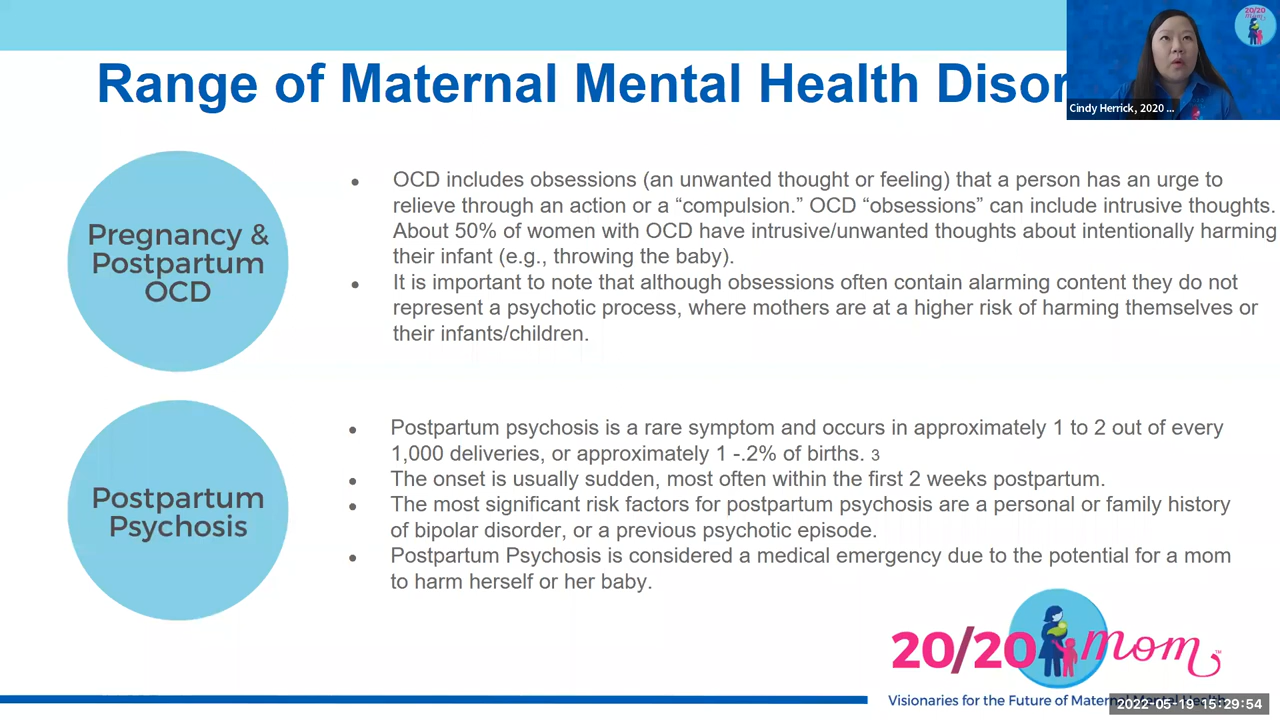 Range of Maternal Mental Health Disor
20/20
mom
Cindy Herrick, 2020 ...
Pregnancy &
Postpartum
OCD
• OCD includes obsessions (an unwanted thought or feeling) that a person has an urge to
relieve through an action or a “compulsion.” OCD “obsessions” can include intrusive thoughts.
About 50% of women with OCD have intrusive/unwanted thoughts about intentionally harming
their infant (e.g., throwing the baby).
• It is important to note that although obsessions often contain alarming content they do not
represent a psychotic process, where mothers are at a higher risk of harming themselves or
their infants/children.
Postpartum
Psychosis
• Postpartum psychosis is a rare symptom and occurs in approximately 1 to 2 out of every
1,000 deliveries, or approximately 1 -.2% of births. 3
• The onset is usually sudden, most often within the first 2 weeks postpartum.
• The most significant risk factors for postpartum psychosis are a personal or family history
of bipolar disorder, or a previous psychotic episode.
• Postpartum Psychosis is considered a medical emergency due to the potential for a mom
to harm herself or her baby.
20/20 mom™
Visionaries for the Future of Maternal Mental Health
2022-05-19 15:29:54